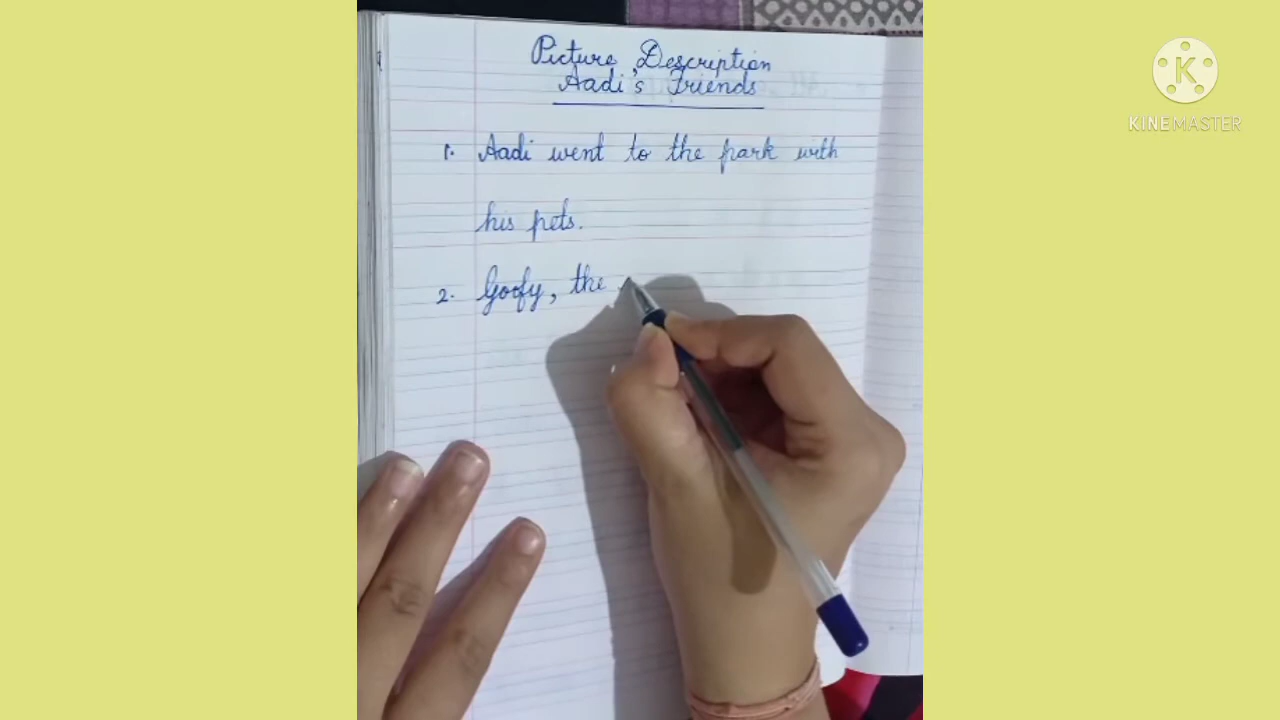 Picture Description
Aadi's Friends
1. Aadi went to the park with
his pets.
2. Goofy, the
K
KINEMASTER